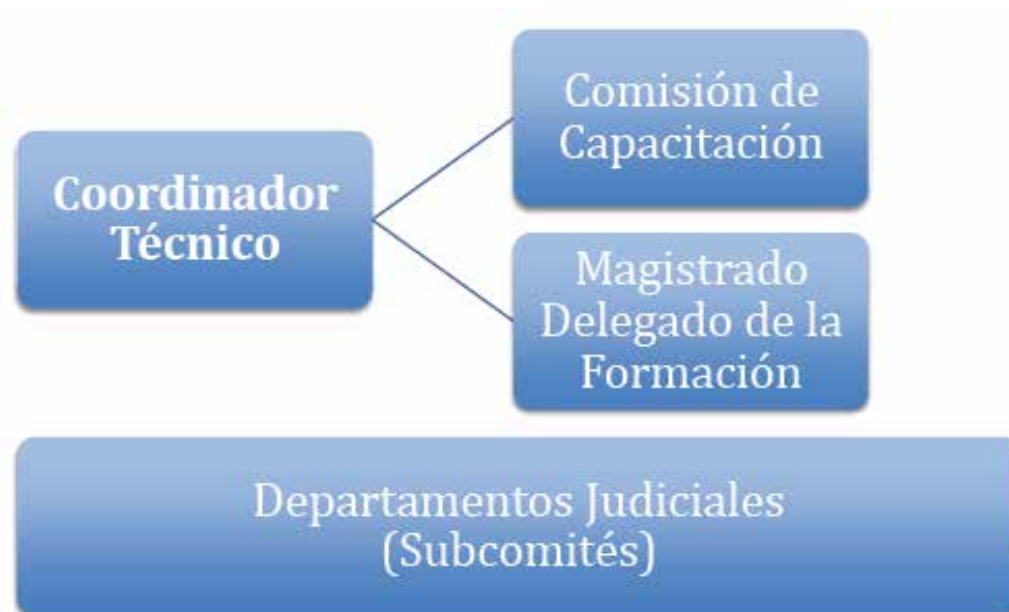 Coordinador
Técnico
Comisión de
Capacitación
Magistrado
Delegado de la
Formación
Departamentos Judiciales
(Subcomités)